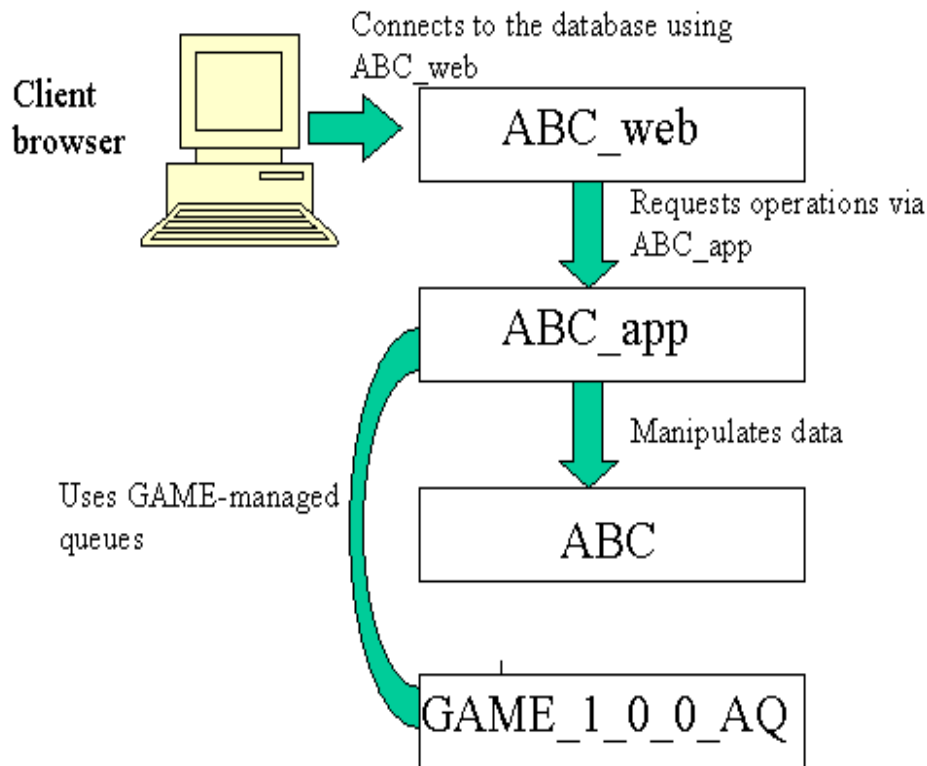 Connects to the database using
ABC_web
Client
browser
ABC_web
Requests operations via
ABC_app
ABC_app
Manipulates data
Uses GAME-managed
queues
ABC
GAME_1_0_0_AQ